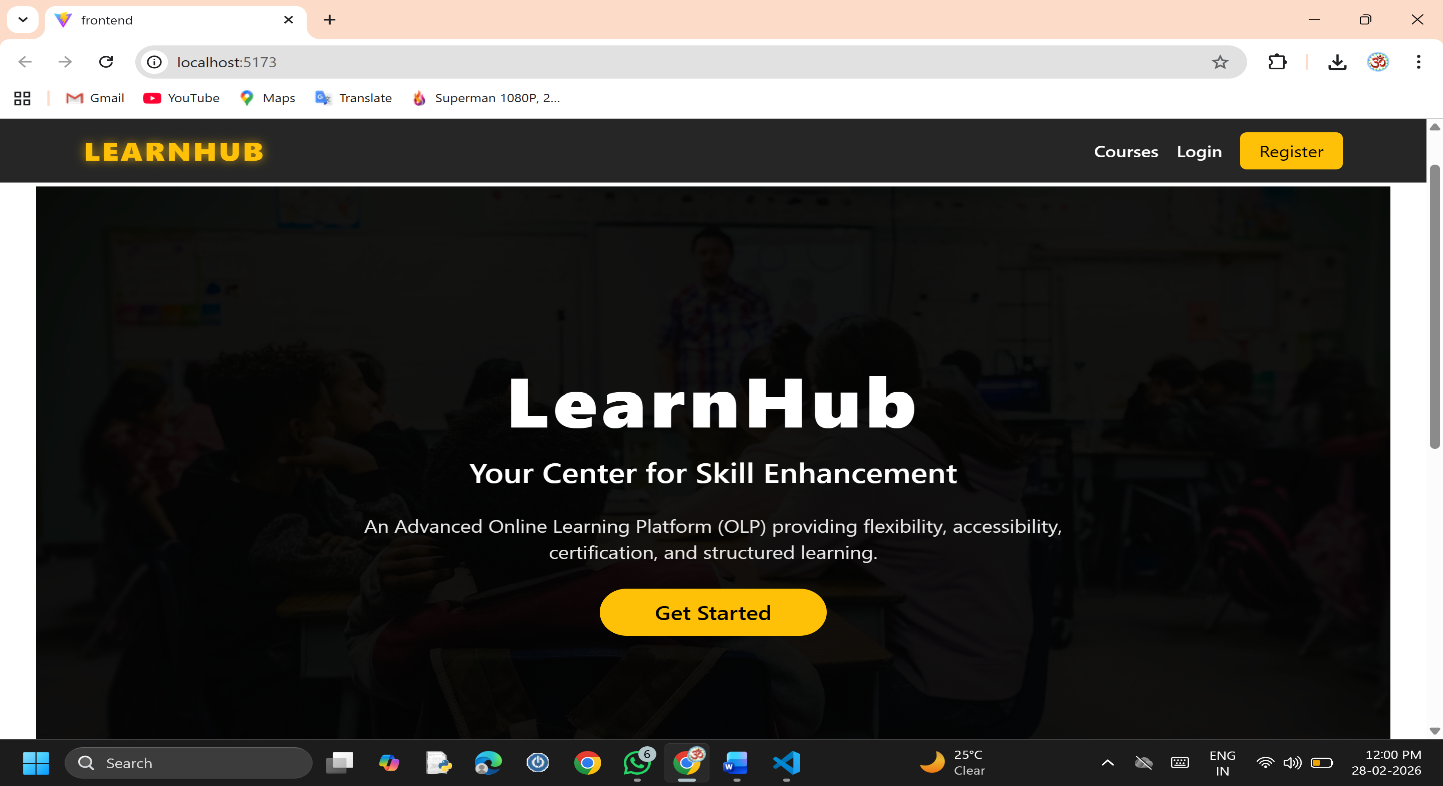 frontend
localhost:5173
Gmail
YouTube
Maps
Translate
Superman 1080P, 2...
LEARNHUB
Courses
Login
Register
LearnHub
Your Center for Skill Enhancement
An Advanced Online Learning Platform (OLP) providing flexibility, accessibility,
certification, and structured learning.
Get Started
Search
6
25°C
Clear
ENG
IN
12:00 PM
28-02-2026